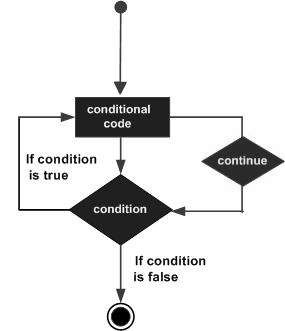 conditional
code
If condition
is true
continue
condition
If condition
is false